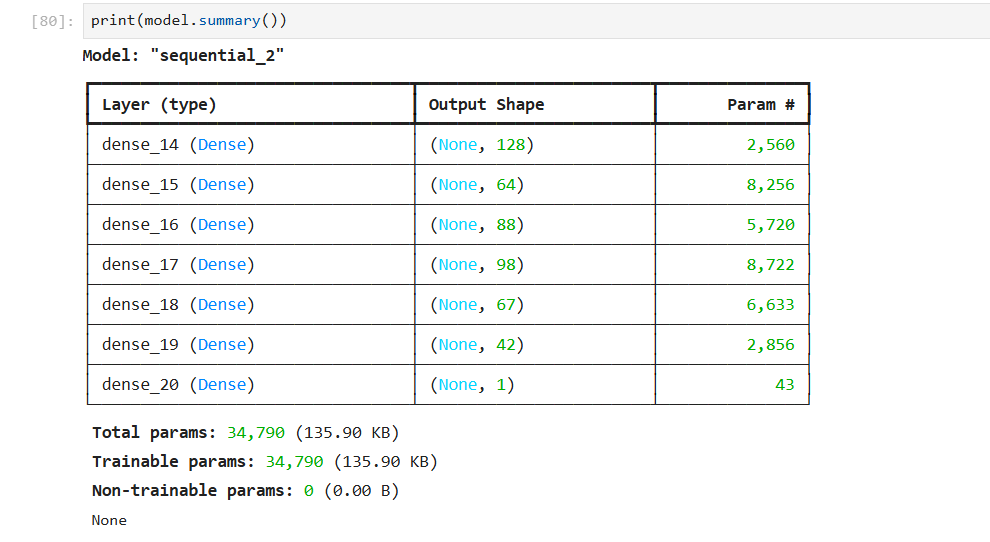 [80]: print(model.summary())
Model: "sequential_2"
Layer (type) Output Shape Param #
dense_14 (Dense) (None, 128) 2,560
dense_15 (Dense) (None, 64) 8,256
dense_16 (Dense) (None, 88) 5,720
dense_17 (Dense) (None, 98) 8,722
dense_18 (Dense) (None, 67) 6,633
dense_19 (Dense) (None, 42) 2,856
dense_20 (Dense) (None, 1) 43
Total params: 34,790 (135.90 KB)
Trainable params: 34,790 (135.90 KB)
Non-trainable params: 0 (0.00 B)
None